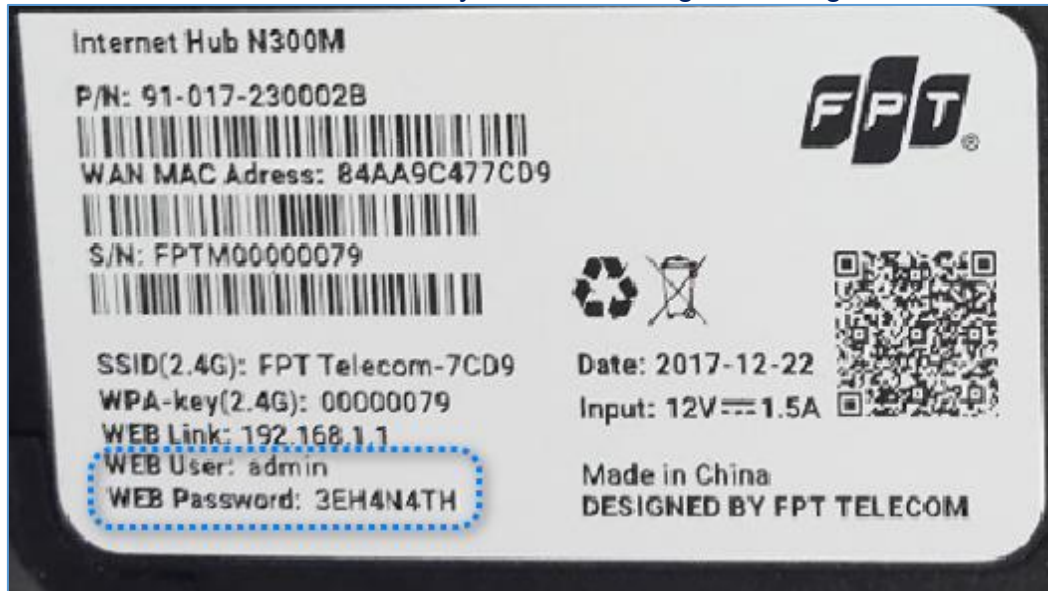 Internet Hub N300M
P/N: 91-017-230002B
WAN MAC Adress: 84AA9C477CD9
S/N: FPTM00000079
FPT®
SSID(2.4G): FPT Telecom-7CD9
WPA-key(2.4G): 00000079
WEB Link: 192.168.1.1
WEB User: admin
WEB Password: 3EH4N4TH
Date: 2017-12-22
Input: 12V⎓1.5A
Made in China
DESIGNED BY FPT TELECOM